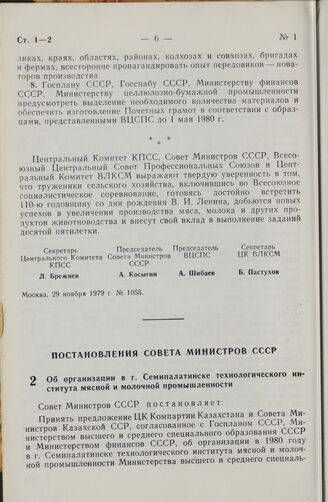 Ст. 1—2 — 6 — № 1
ликах, краях, областях, районах, колхозах и совхозах, бригадах
и фермах, всесторонне пропагандировать опыт передовиков — нова-
торов производства.
8. Госплану СССР, Госснабу СССР, Министерству финансов
СССР, Министерству целлюлозно-бумажной промышленности
предусмотреть выделение необходимого количества материалов и
обеспечить изготовление Почетных грамот в соответствии с образ-
цами, представленными ВЦСПС до 1 мая 1980 г.
* * *
Центральный Комитет КПСС, Совет Министров СССР, Всесо-
юзный Центральный Совет Профессиональных Союзов и Цент-
ральный Комитет ВЛКСМ выражают твердую уверенность в том,
что труженики сельского хозяйства, включившись во Всесоюзное
социалистическое соревнование, готовясь достойно встретить
110-ю годовщину со дня рождения В. И. Ленина, добьются новых
успехов в увеличении производства мяса, молока и других про-
дуктов животноводства и внесут свой вклад в выполнение заданий
десятой пятилетки.
Секретарь Председатель Председатель Секретарь
Центрального Комитета Совета Министров ВЦСПС ЦК ВЛКСМ
КПСС СССР
Л. Брежнев А. Косыгин А. Шибаев Б. Пастухов
Москва, 29 ноября 1979 г. № 1055.
ПОСТАНОВЛЕНИЯ СОВЕТА МИНИСТРОВ СССР
2 Об организации в г. Семипалатинске технологического ин-
ститута мясной и молочной промышленности
Совет Министров СССР постановляет:
Принять предложение ЦК Компартии Казахстана и Совета Ми-
нистров Казахской ССР, согласованное с Госпланом СССР, Ми-
нистерством высшего и среднего специального образования СССР
и Министерством финансов СССР, об организации в 1980 году
в г. Семипалатинске технологического института мясной и молоч-
ной промышленности Министерства высшего и среднего специаль-